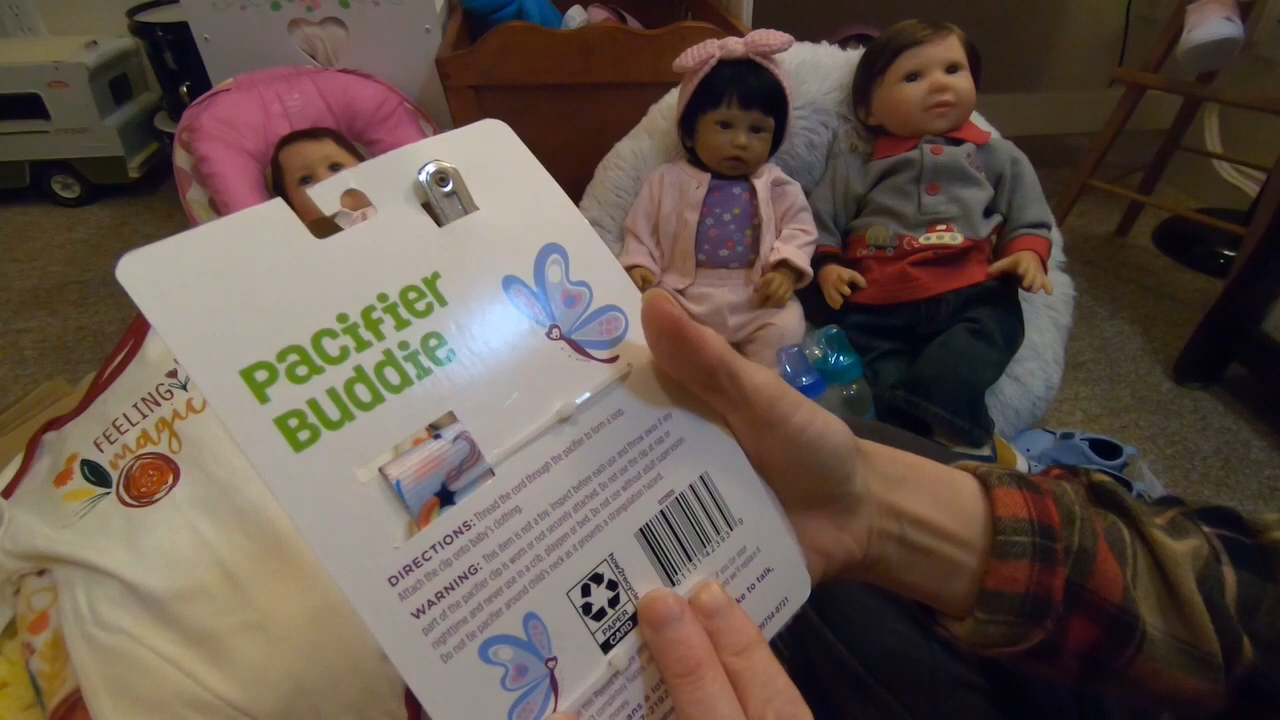 Pacifier
Buddie
FEELING
magic
DIRECTIONS: Thread the cord through the pacifier to form a loop.
Attach the clip onto baby's clothing.
WARNING: This item is not a toy. Inspect before each use and throw away if any
part of the pacifier clip is worn or not securely attached. Do not use the clip at nap or
nighttime and never use in a crib, playpen or bed. Do not use without adult supervision
Do not tie pacifier around child's neck as it presents a strangulation hazard
how2recycle
PAPER
CARD